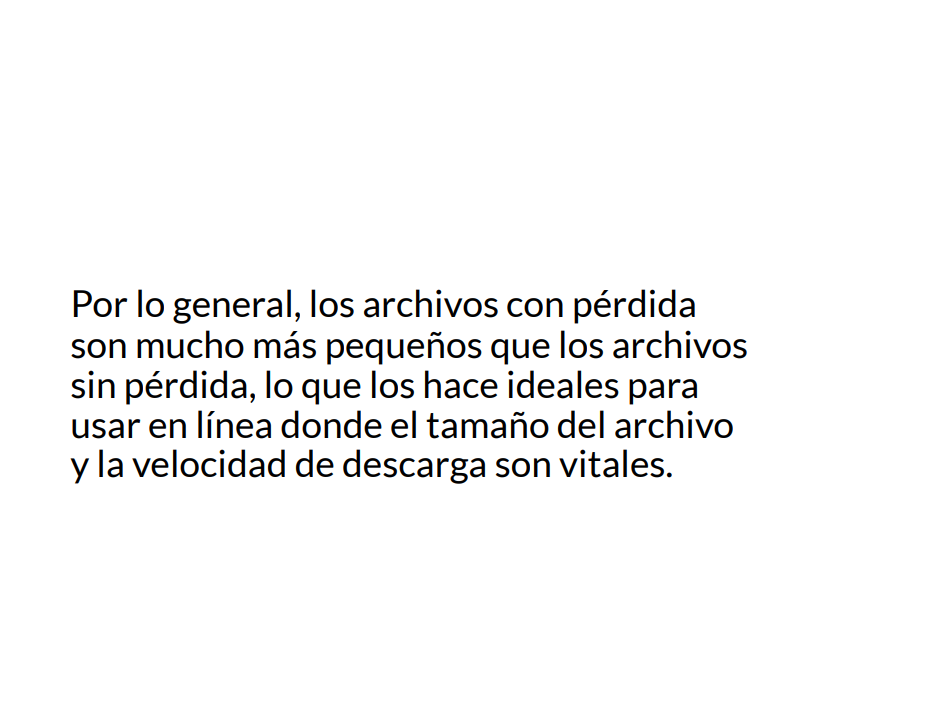 Por lo general, los archivos con pérdida
son mucho más pequeños que los archivos
sin pérdida, lo que los hace ideales para
usar en línea donde el tamaño del archivo
y la velocidad de descarga son vitales.